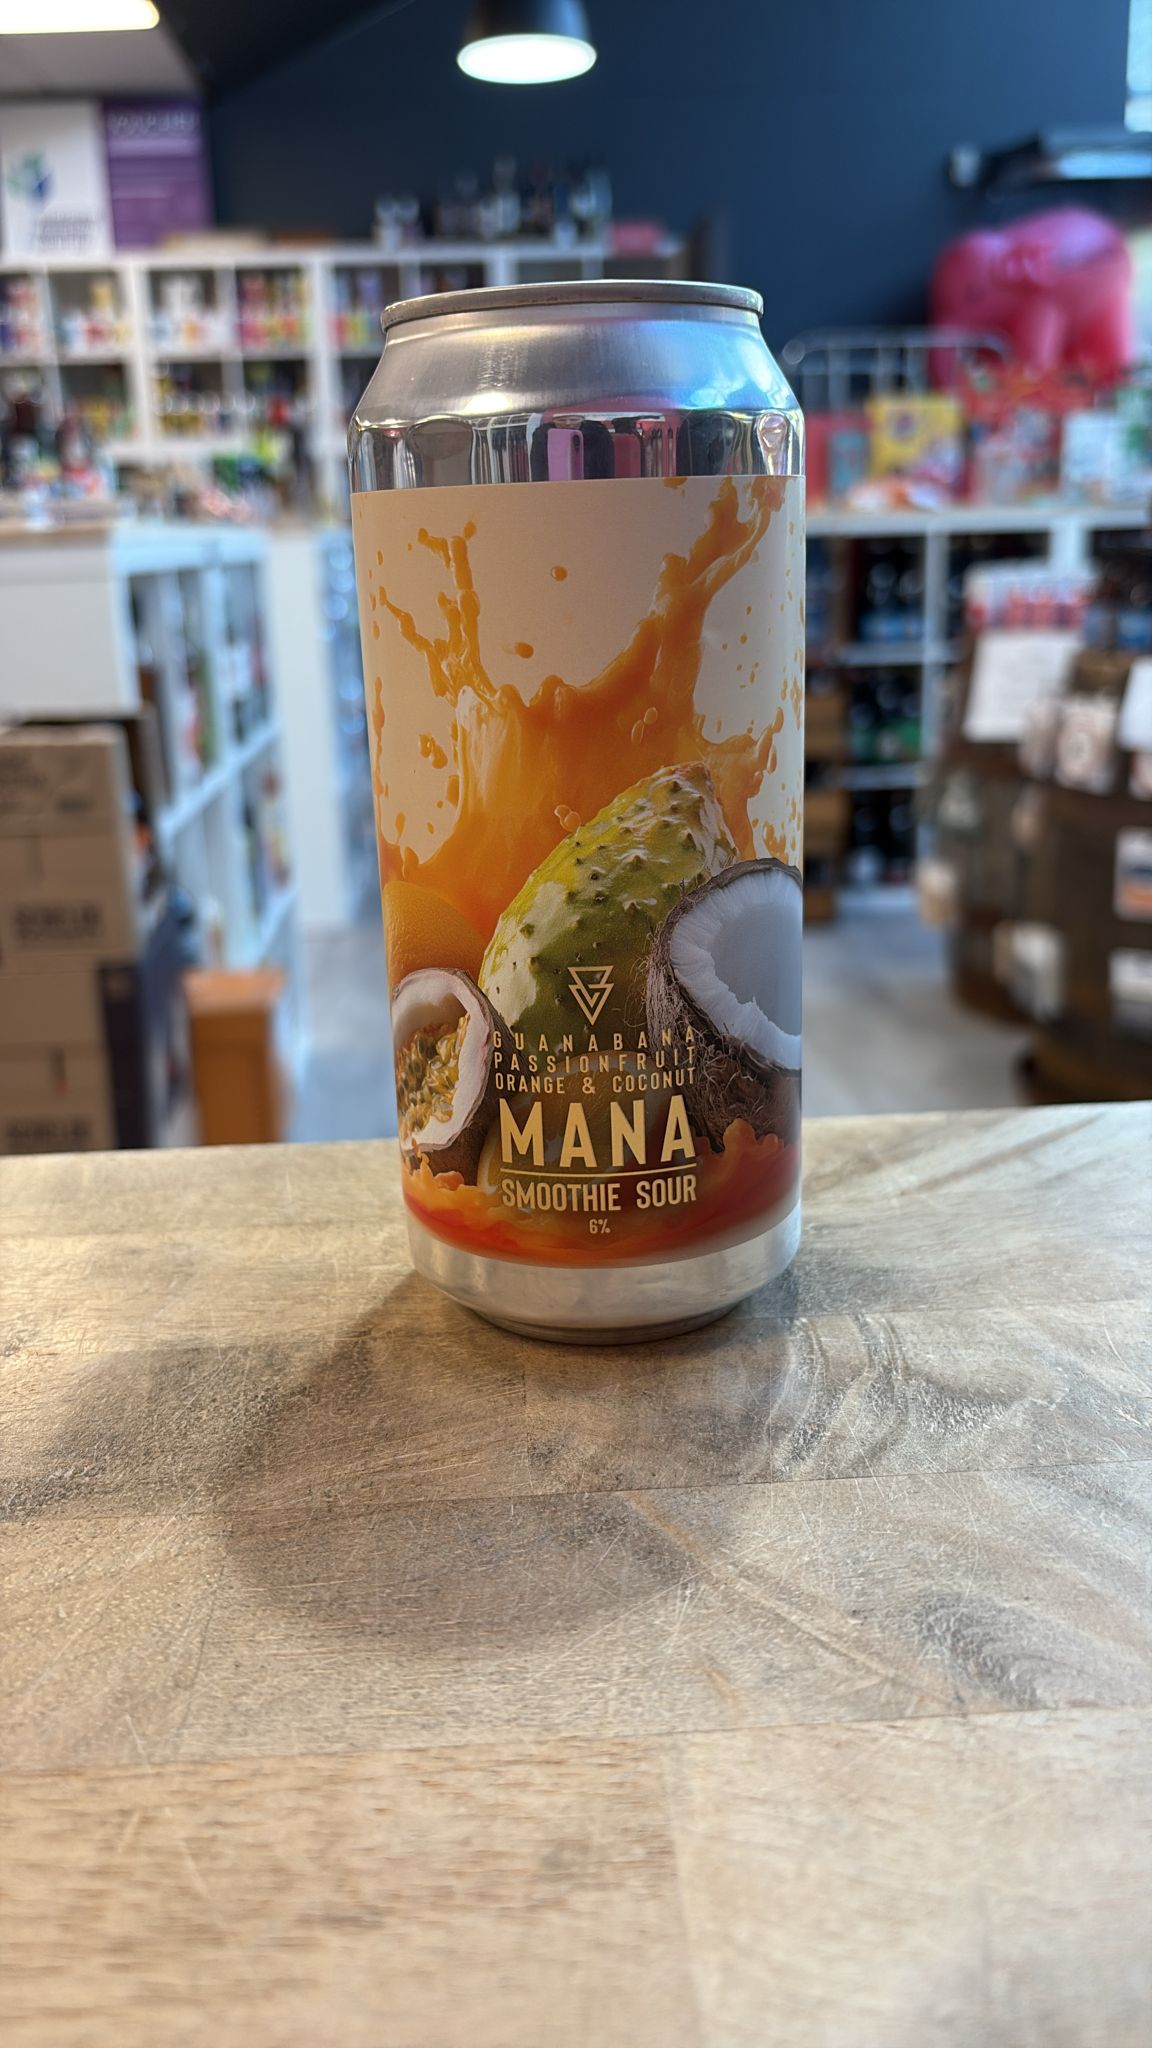 GUANABANA
PASSIONFRUIT
ORANGE & COCONUT
MANA
SMOOTHIE SOUR
6%